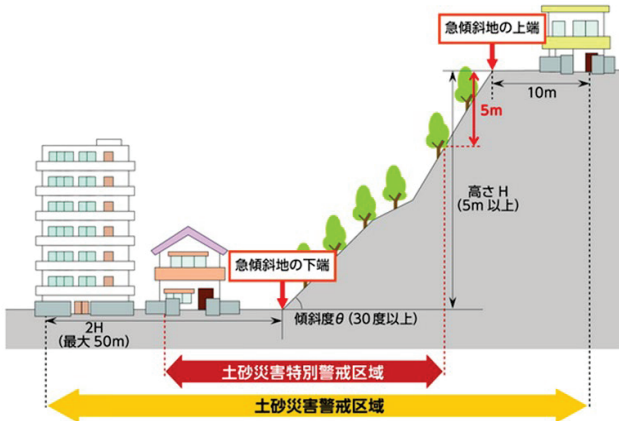 急傾斜地の上端
10m
5m
高さ H
(5m 以上)
急傾斜地の下端
傾斜度θ (30度以上)
2H
(最大 50m)
土砂災害特別警戒区域
土砂災害警戒区域